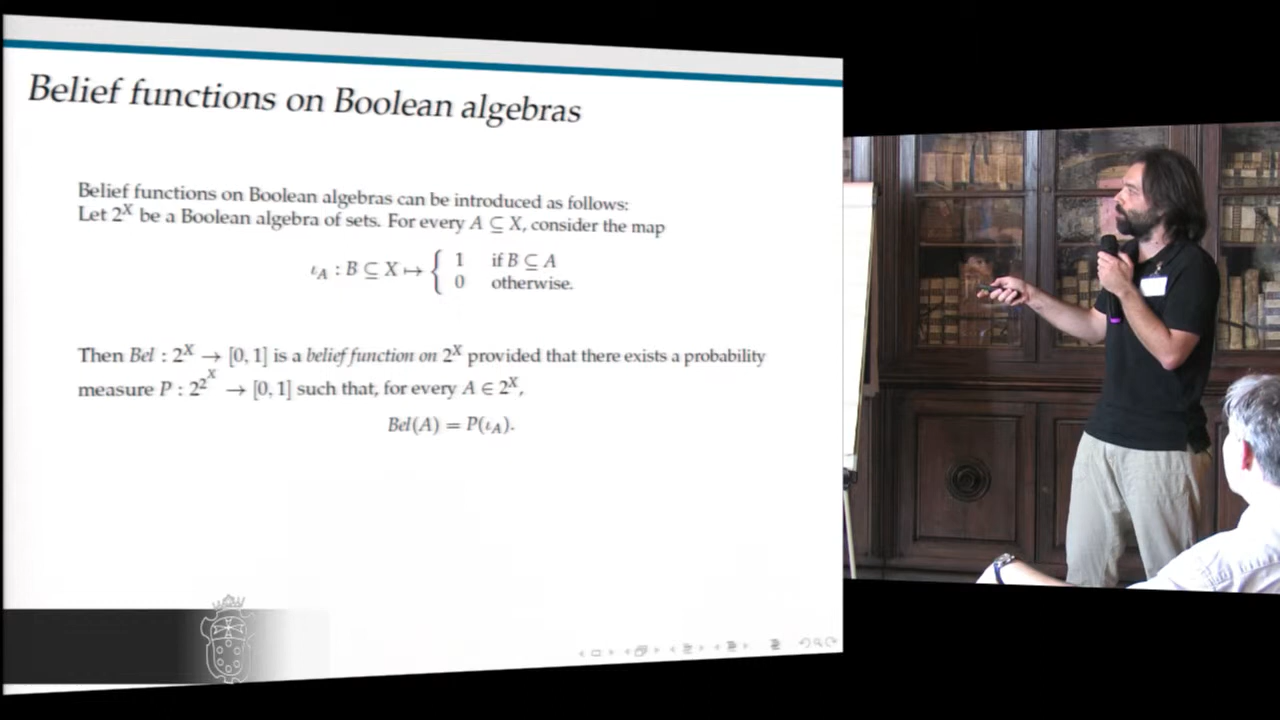 Belief functions on Boolean algebras
Belief functions on Boolean algebras can be introduced as follows:
Let 2^X be a Boolean algebra of sets. For every A ⊆ X, consider the map
ι_A : B ⊆ X ↦ { 1 if B ⊆ A
0 otherwise.
Then Bel : 2^X → [0, 1] is a belief function on 2^X provided that there exists a probability
measure P : 2^{2^X} → [0, 1] such that, for every A ∈ 2^X,
Bel(A) = P(ι_A).